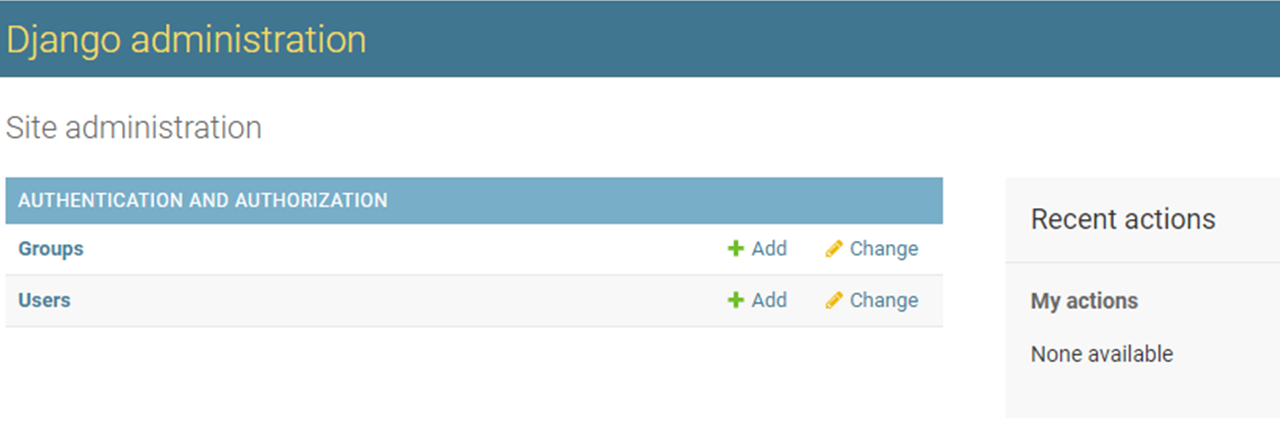 Django administration
Site administration
AUTHENTICATION AND AUTHORIZATION
Groups Add Change
Users Add Change
Recent actions
My actions
None available